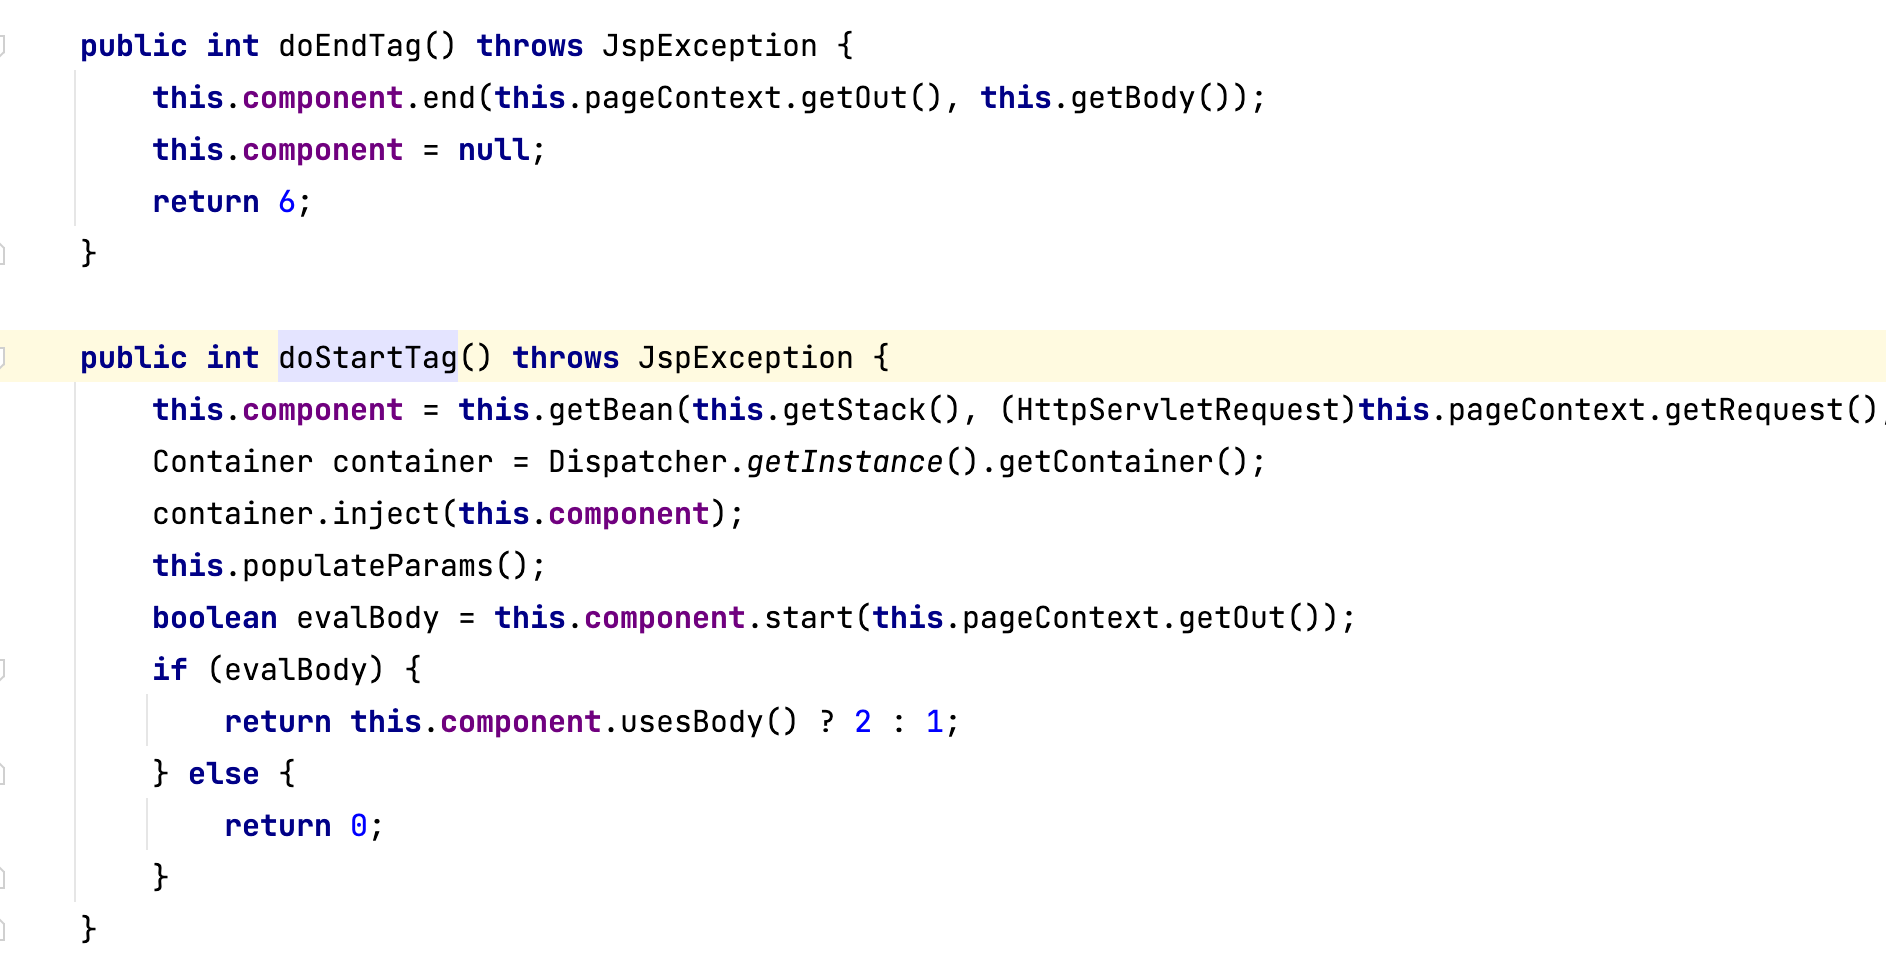 public int doEndTag() throws JspException {
this.component.end(this.pageContext.getOut(), this.getBody());
this.component = null;
return 6;
}
public int doStartTag() throws JspException {
this.component = this.getBean(this.getStack(), (HttpServletRequest)this.pageContext.getRequest(),
Container container = Dispatcher.getInstance().getContainer();
container.inject(this.component);
this.populateParams();
boolean evalBody = this.component.start(this.pageContext.getOut());
if (evalBody) {
return this.component.usesBody() ? 2 : 1;
} else {
return 0;
}
}